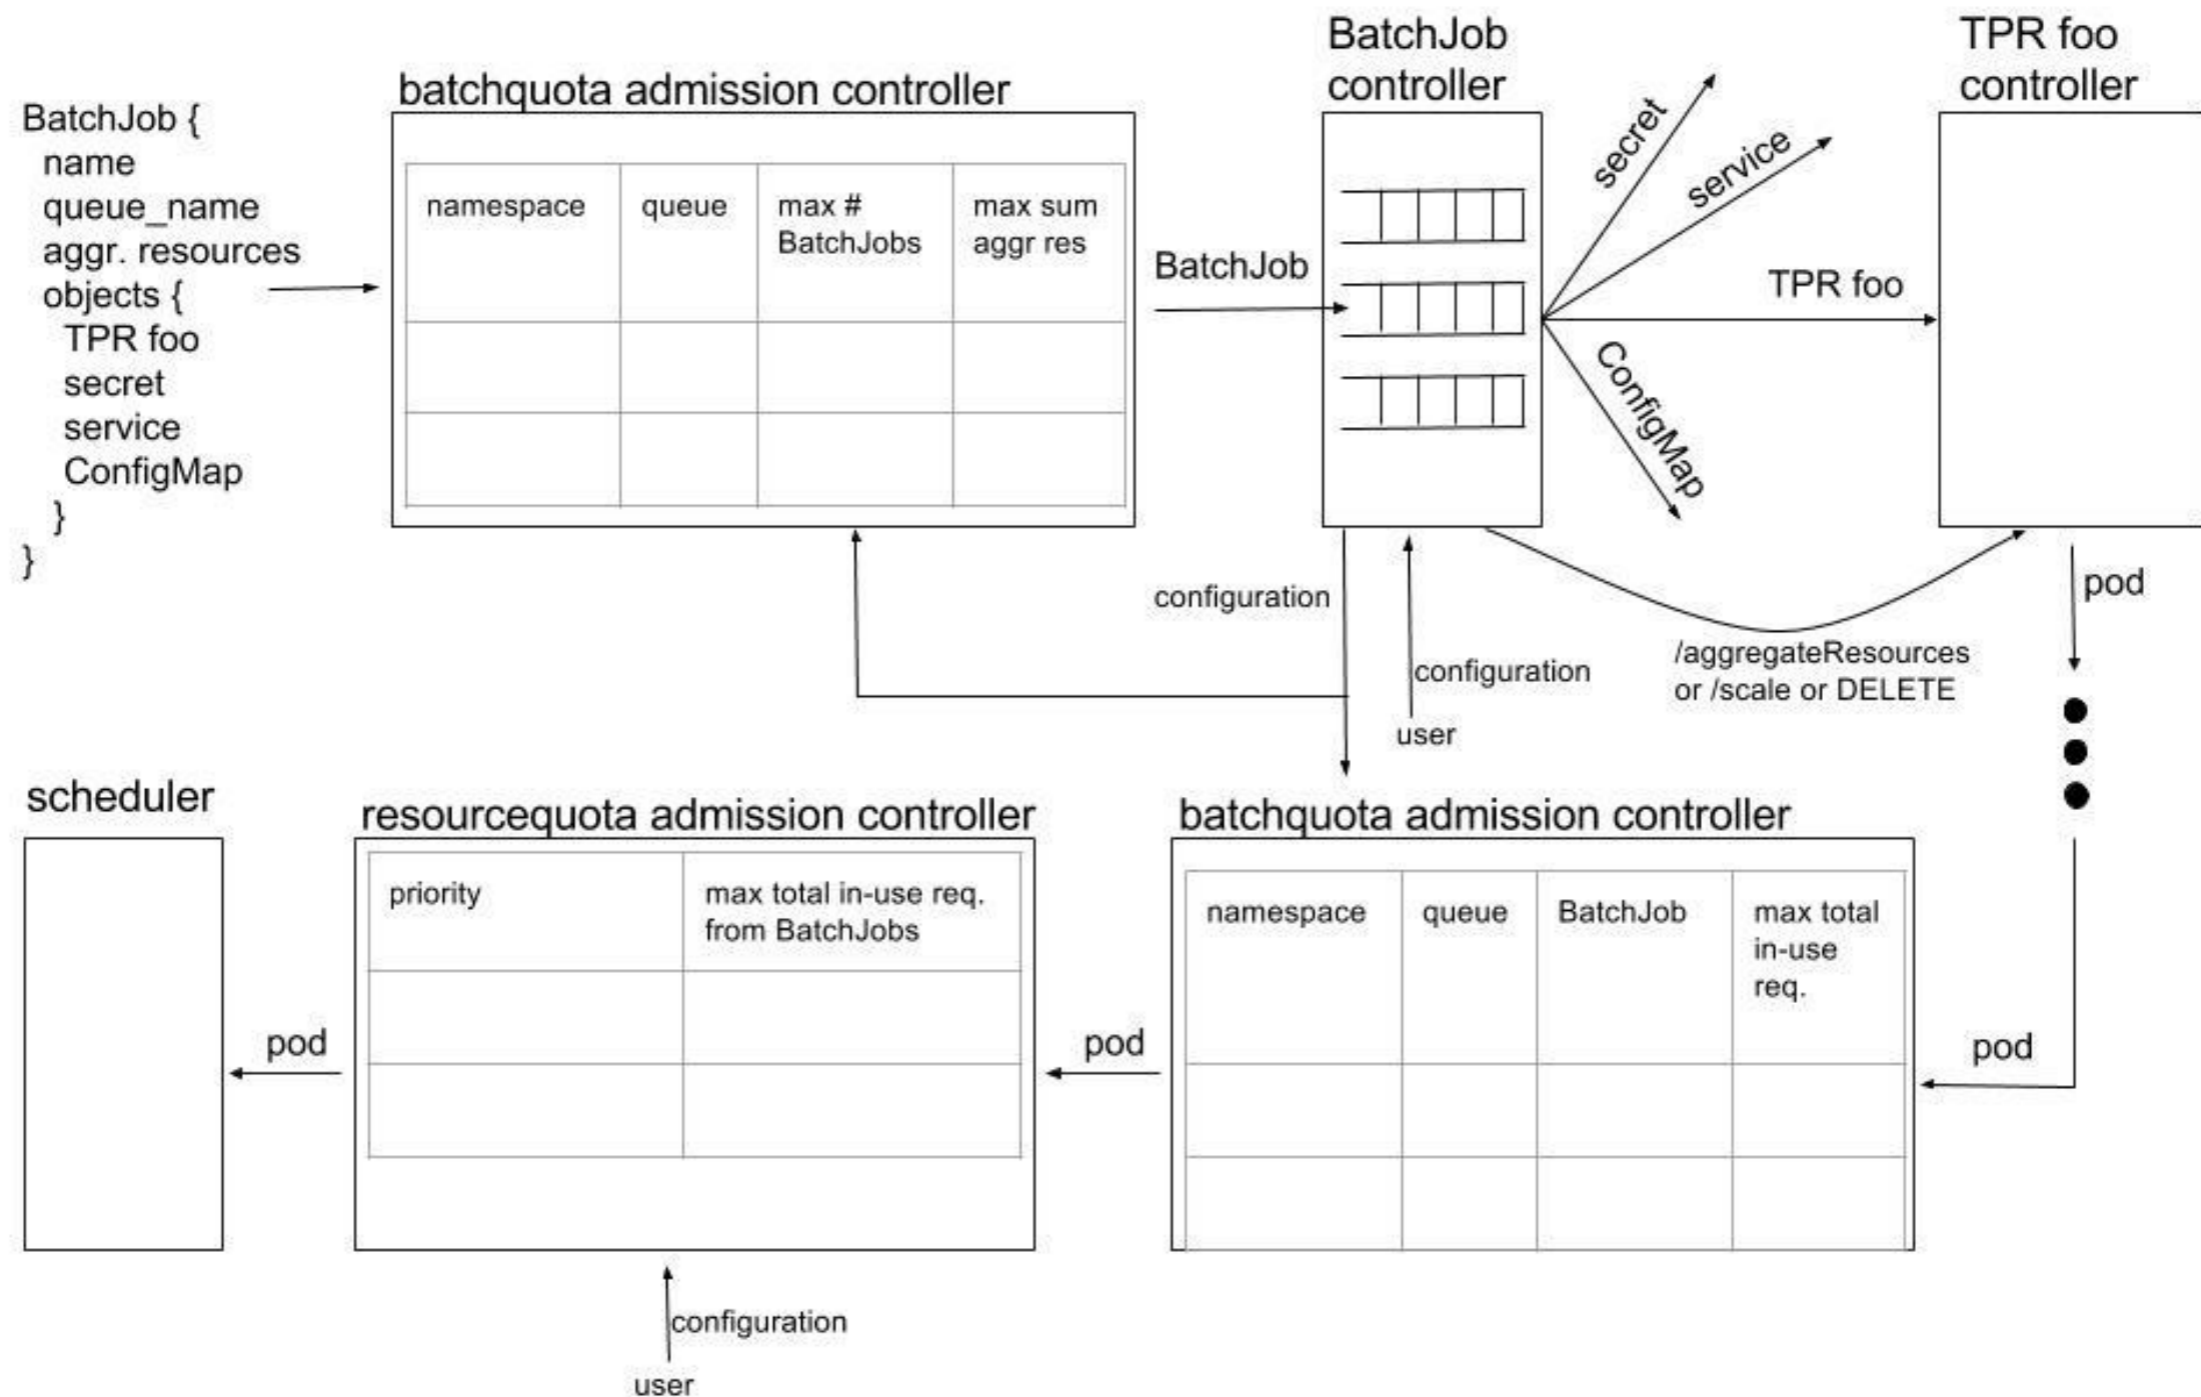 BatchJob {
name
queue_name
aggr. resources
objects {
TPR foo
secret
service
ConfigMap
}
}
batchquota admission controller
namespace
queue
max #
BatchJobs
max sum
aggr res
BatchJob
BatchJob
controller
secret
service
TPR foo
ConfigMap
TPR foo
controller
configuration
configuration
user
/aggregateResources
or /scale or DELETE
pod
scheduler
pod
resourcequota admission controller
priority
max total in-use req.
from BatchJobs
configuration
user
pod
batchquota admission controller
namespace
queue
BatchJob
max total
in-use
req.
pod